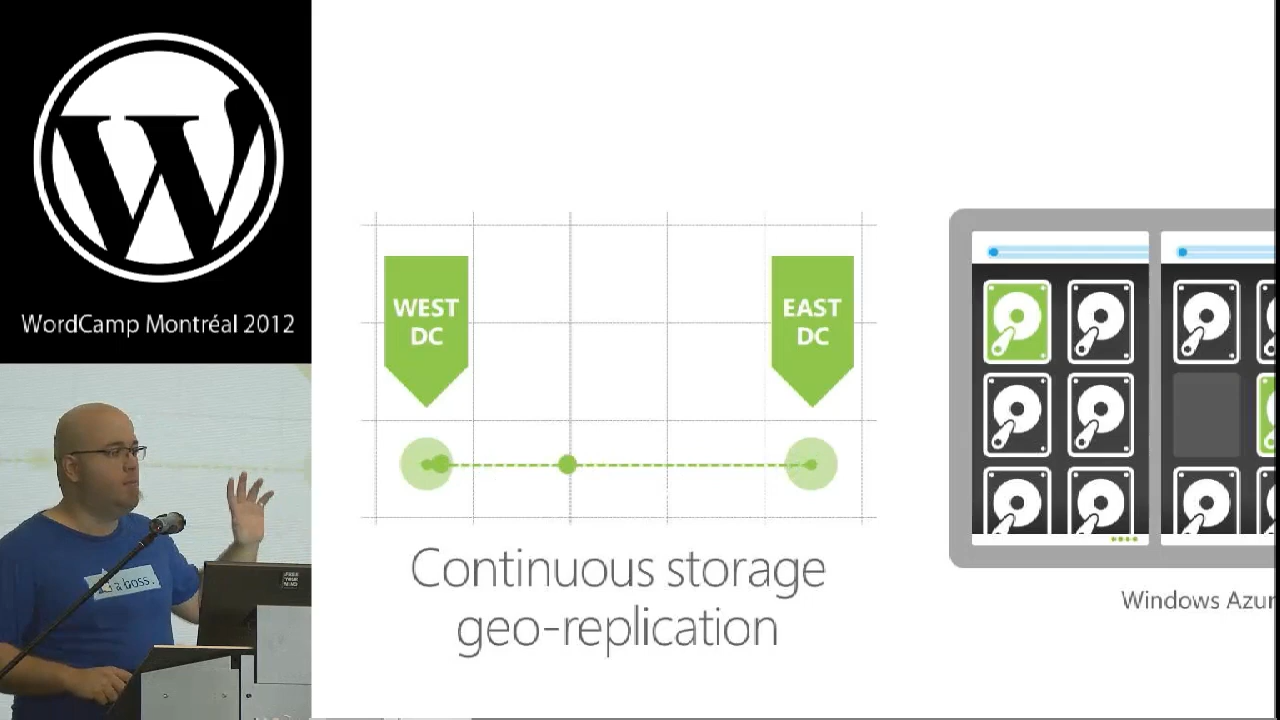 WordCamp Montréal 2012
WEST
DC
EAST
DC
Continuous storage
geo-replication
Windows Azur